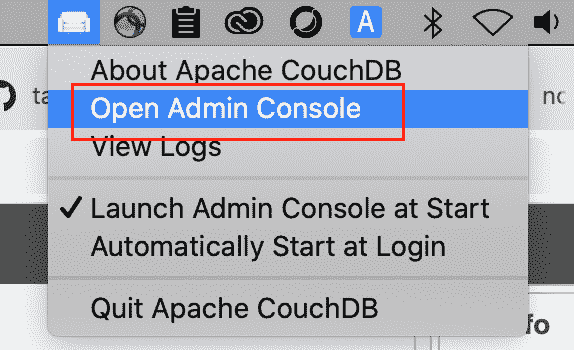 A
ta
nc
About Apache CouchDB
Open Admin Console
View Logs
✓ Launch Admin Console at Start
Automatically Start at Login
Quit Apache CouchDB
fo